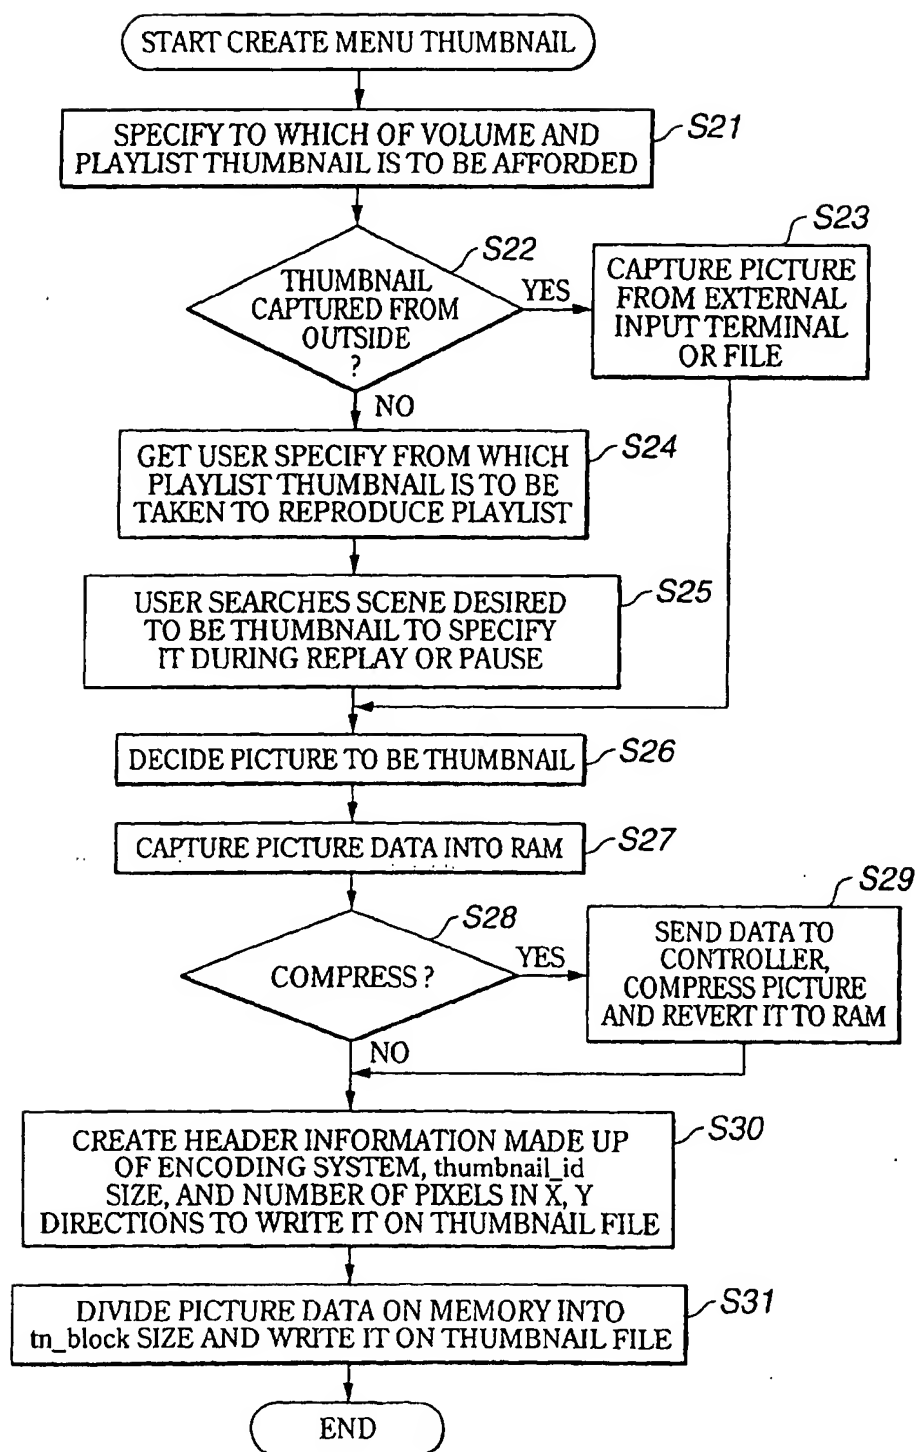 START CREATE MENU THUMBNAIL
SPECIFY TO WHICH OF VOLUME AND
PLAYLIST THUMBNAIL IS TO BE AFFORDED
S21
THUMBNAIL
CAPTURED FROM
OUTSIDE
?
S22
YES
NO
CAPTURE PICTURE
FROM EXTERNAL
INPUT TERMINAL
OR FILE
S23
GET USER SPECIFY FROM WHICH
PLAYLIST THUMBNAIL IS TO BE
TAKEN TO REPRODUCE PLAYLIST
S24
USER SEARCHES SCENE DESIRED
TO BE THUMBNAIL TO SPECIFY
IT DURING REPLAY OR PAUSE
S25
DECIDE PICTURE TO BE THUMBNAIL
S26
CAPTURE PICTURE DATA INTO RAM
S27
COMPRESS ?
S28
YES
NO
SEND DATA TO
CONTROLLER,
COMPRESS PICTURE
AND REVERT IT TO RAM
S29
CREATE HEADER INFORMATION MADE UP
OF ENCODING SYSTEM, thumbnail_id
SIZE, AND NUMBER OF PIXELS IN X, Y
DIRECTIONS TO WRITE IT ON THUMBNAIL FILE
S30
DIVIDE PICTURE DATA ON MEMORY INTO
tn_block SIZE AND WRITE IT ON THUMBNAIL FILE
S31
END